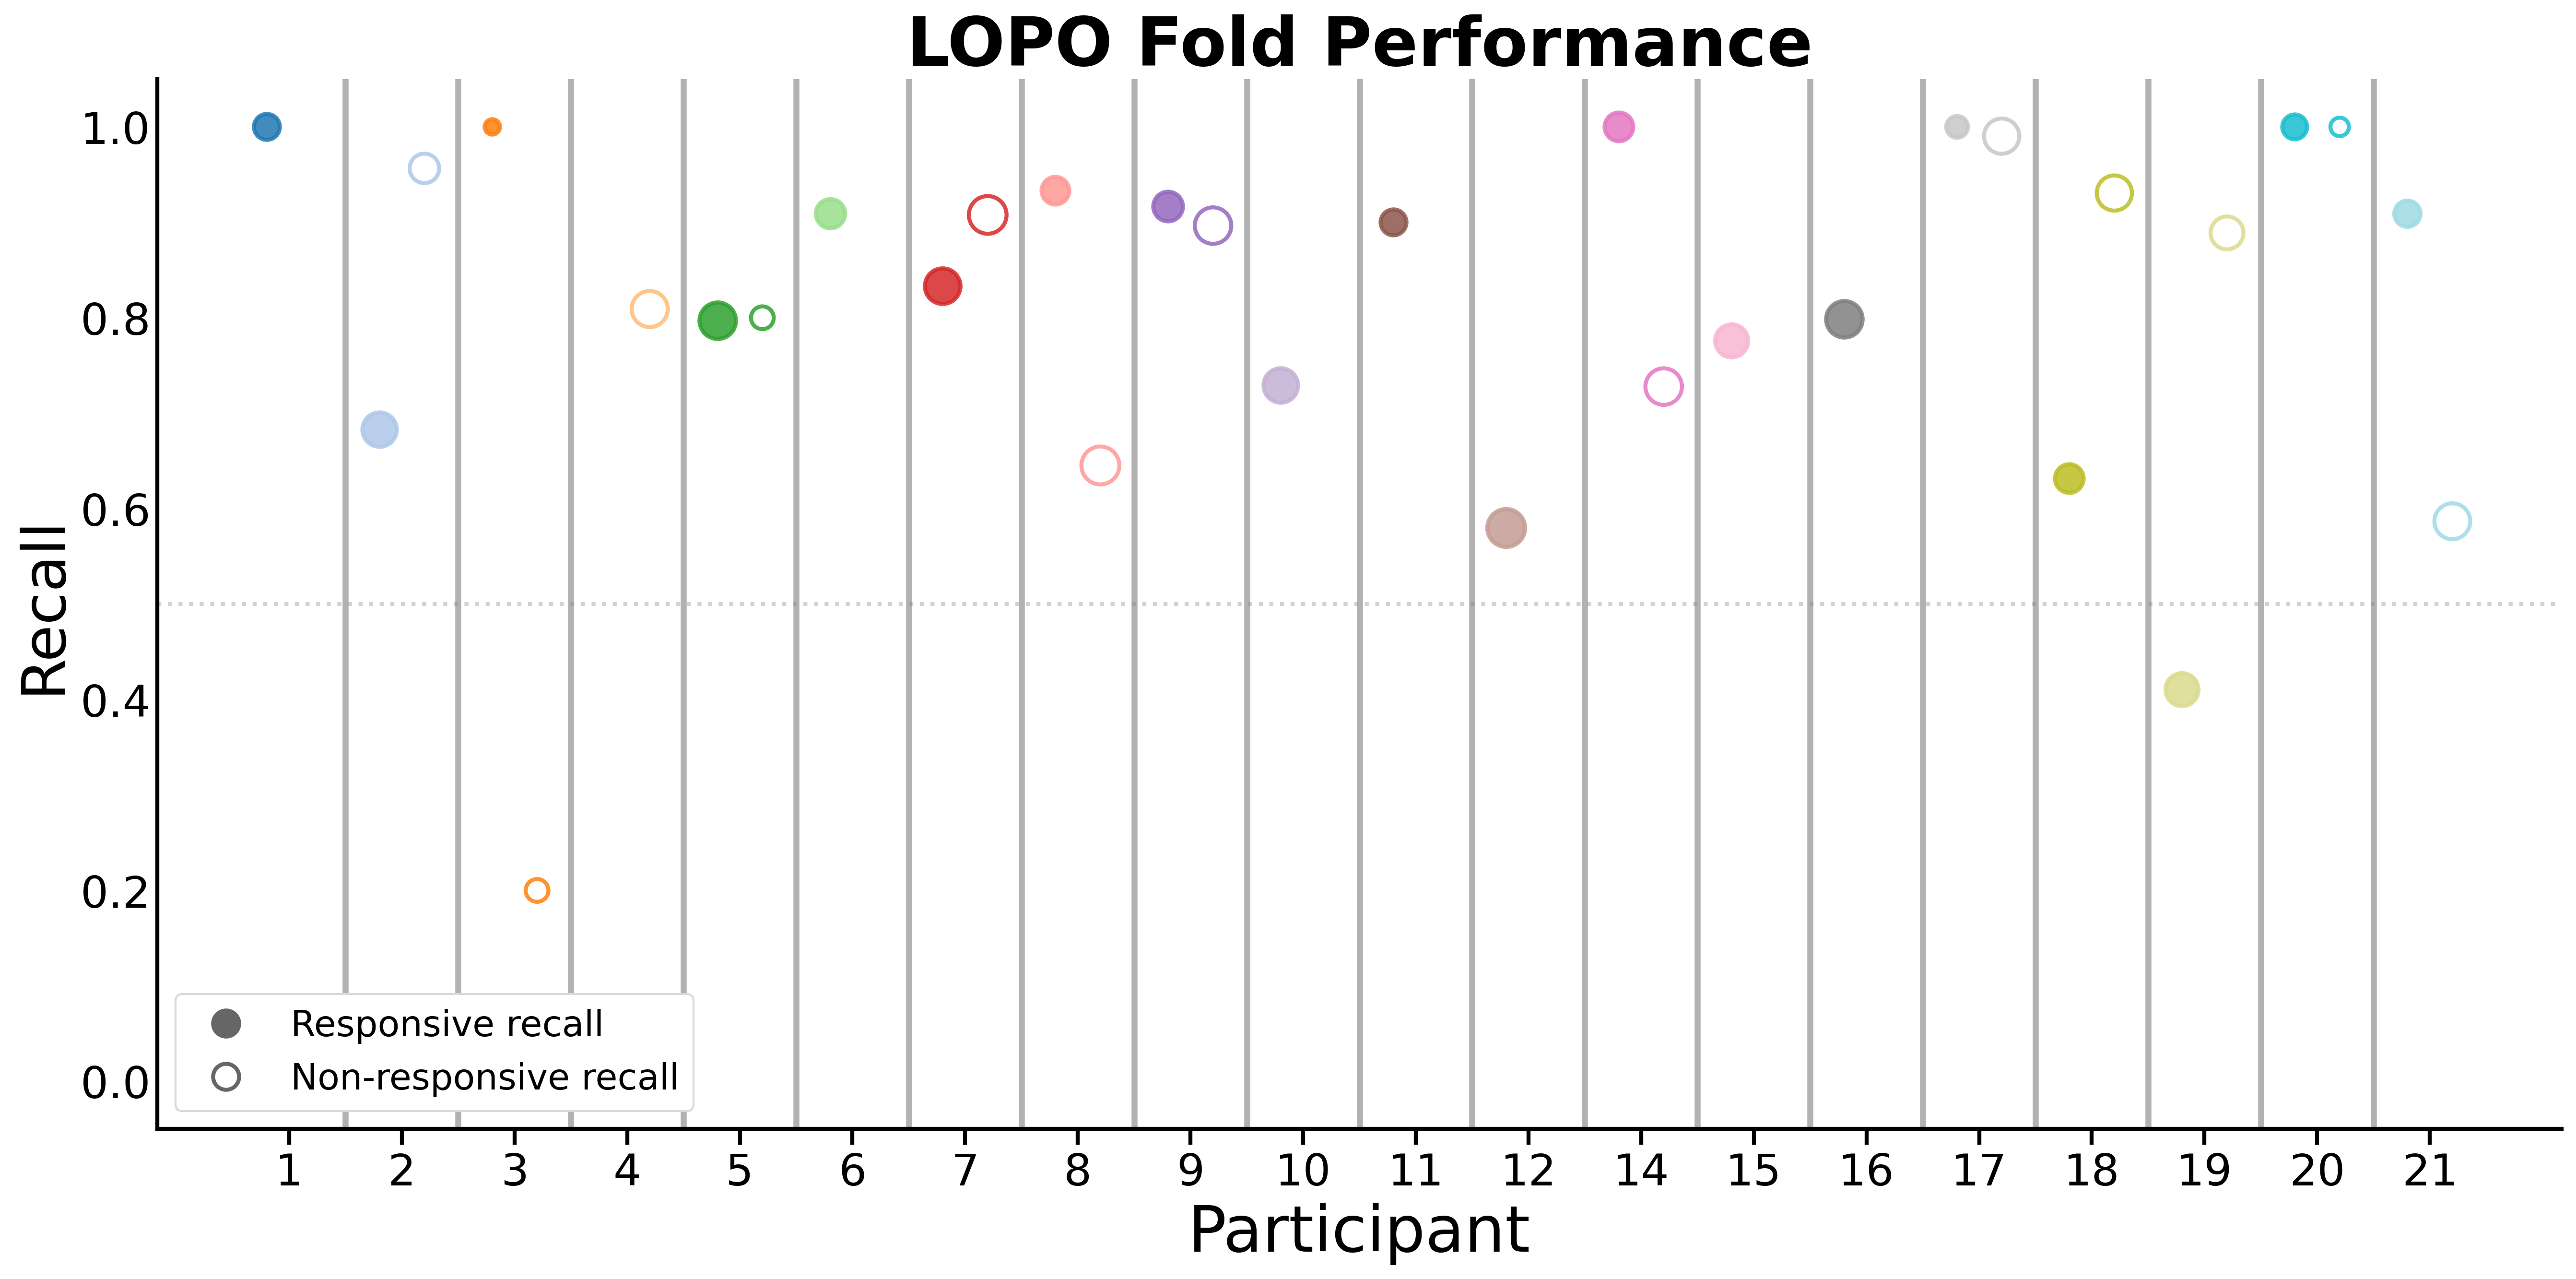 LOPO Fold Performance
1.0
0.8
0.6
0.4
0.2
0.0
Recall
Responsive recall
Non-responsive recall
1 2 3 4 5 6 7 8 9 10 11 12 14 15 16 17 18 19 20 21
Participant